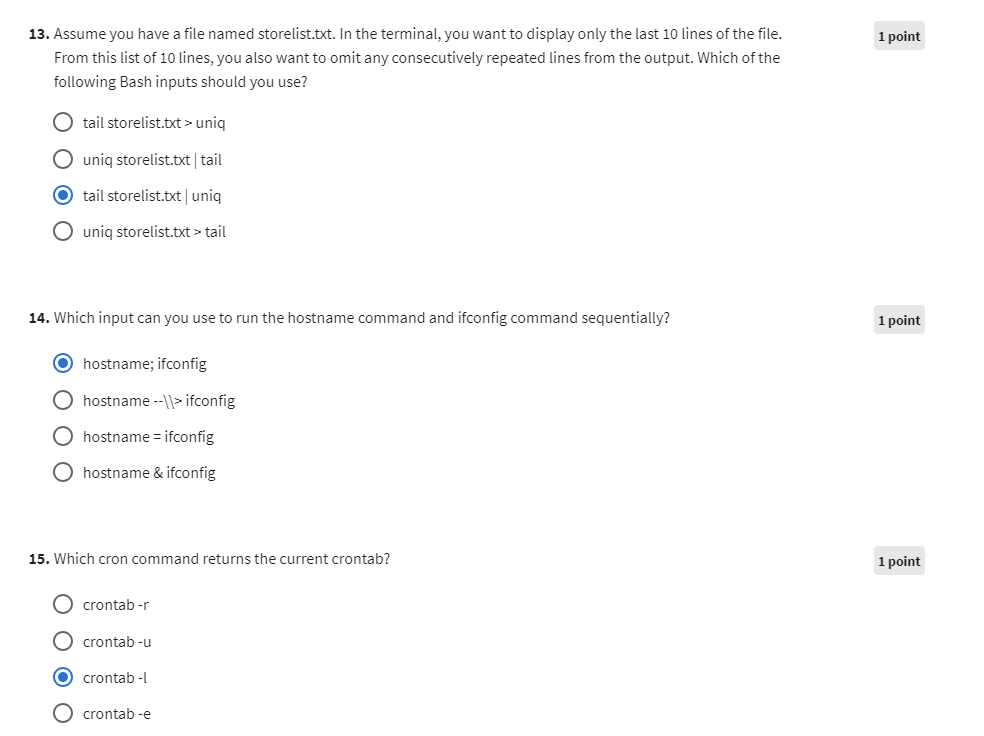 13. Assume you have a file named storelist.txt. In the terminal, you want to display only the last 10 lines of the file.
1 point
From this list of 10 lines, you also want to omit any consecutively repeated lines from the output. Which of the
following Bash inputs should you use?
tail storelist.txt > uniq
uniq storelist.txt | tail
tail storelist.txt | uniq
uniq storelist.txt > tail
14. Which input can you use to run the hostname command and ifconfig command sequentially?
1 point
hostname; ifconfig
hostname --\\> ifconfig
hostname = ifconfig
hostname & ifconfig
15. Which cron command returns the current crontab?
1 point
crontab -r
crontab -u
crontab -l
crontab -e